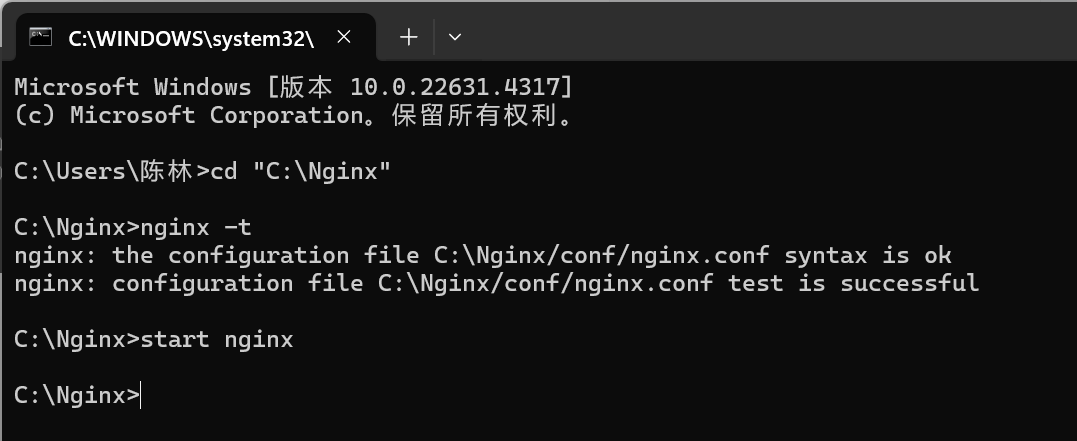 C:\WINDOWS\system32\
Microsoft Windows [版本 10.0.22631.4317]
(c) Microsoft Corporation。保留所有权利。
C:\Users\陈林>cd "C:\Nginx"
C:\Nginx>nginx -t
nginx: the configuration file C:\Nginx/conf/nginx.conf syntax is ok
nginx: configuration file C:\Nginx/conf/nginx.conf test is successful
C:\Nginx>start nginx
C:\Nginx>